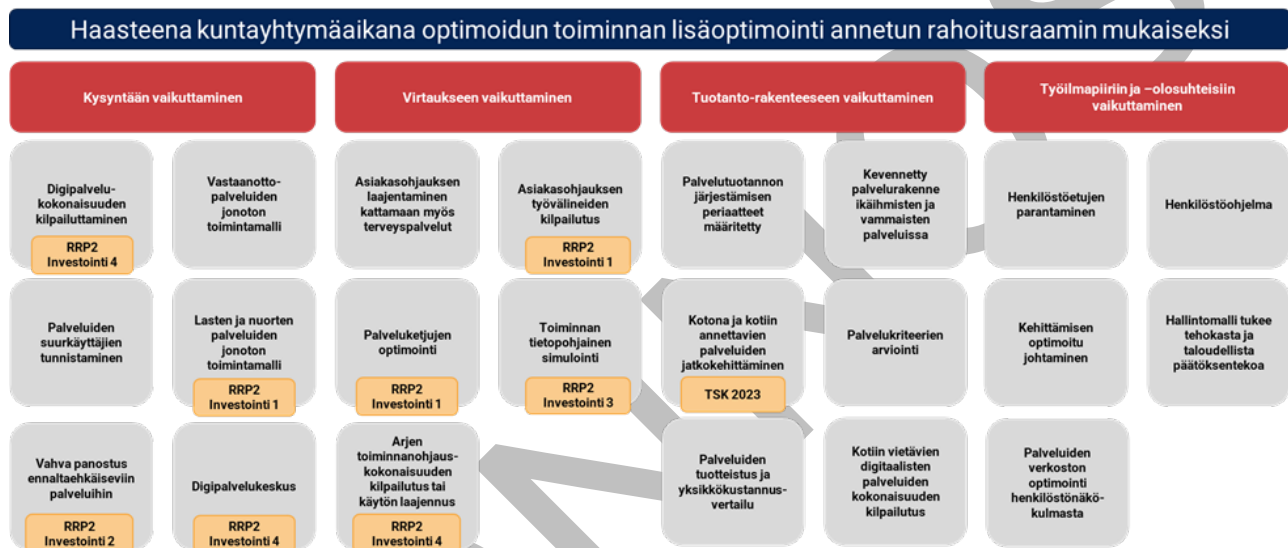 Haasteena kuntayhtymäaikana optimoidun toiminnan lisäoptimointi annetun rahoitusraamin mukaiseksi
Kysyntään vaikuttaminen
Virtaukseen vaikuttaminen
Tuotanto-rakenteeseen vaikuttaminen
Työilmapiiriin ja –olosuhteisiin
vaikuttaminen
Digipalvelu-
kokonaisuuden
kilpailuttaminen
RRP2
Investointi 4
Vastaanotto-
palveluiden
jonoton
toimintamalli
Asiakasohjauksen
laajentaminen
kattamaan myös
terveyspalvelut
Asiakasohjauksen
työvälineiden
kilpailutus
RRP2
Investointi 1
Palvelutuotannon
järjestämisen
periaatteet
määritetty
Kevennetty
palvelurakenne
ikäihmisten ja
vammaisten
palveluissa
Henkilöstöetujen
parantaminen
Henkilöstöohjelma
Palveluiden
suurkäyttäjien
tunnistaminen
Lasten ja nuorten
palveluiden
jonoton
toimintamalli
RRP2
Investointi 1
Palveluketjujen
optimointi
RRP2
Investointi 1
Toiminnan
tietopohjainen
simulointi
RRP2
Investointi 3
Kotona ja kotiin
annettavien
palveluiden
jatkokehittäminen
TSK 2023
Palvelukriteerien
arviointi
Kehittämisen
optimoitu
johtaminen
Hallintomalli tukee
tehokasta ja
taloudellista
päätöksentekoa
Vahva panostus
ennaltaehkäiseviin
palveluihin
RRP2
Investointi 2
Digipalvelukeskus
RRP2
Investointi 4
Arjen
toiminnanohjaus-
kokonaisuuden
kilpailutus tai
käytön laajennus
RRP2
Investointi 4
Palveluiden
tuotteistus ja
yksikkökustannus-
vertailu
Kotiin vietävien
digitaalisten
palveluiden
kokonaisuuden
kilpailutus
Palveluiden
verkoston
optimointi
henkilöstönäkö-
kulmasta